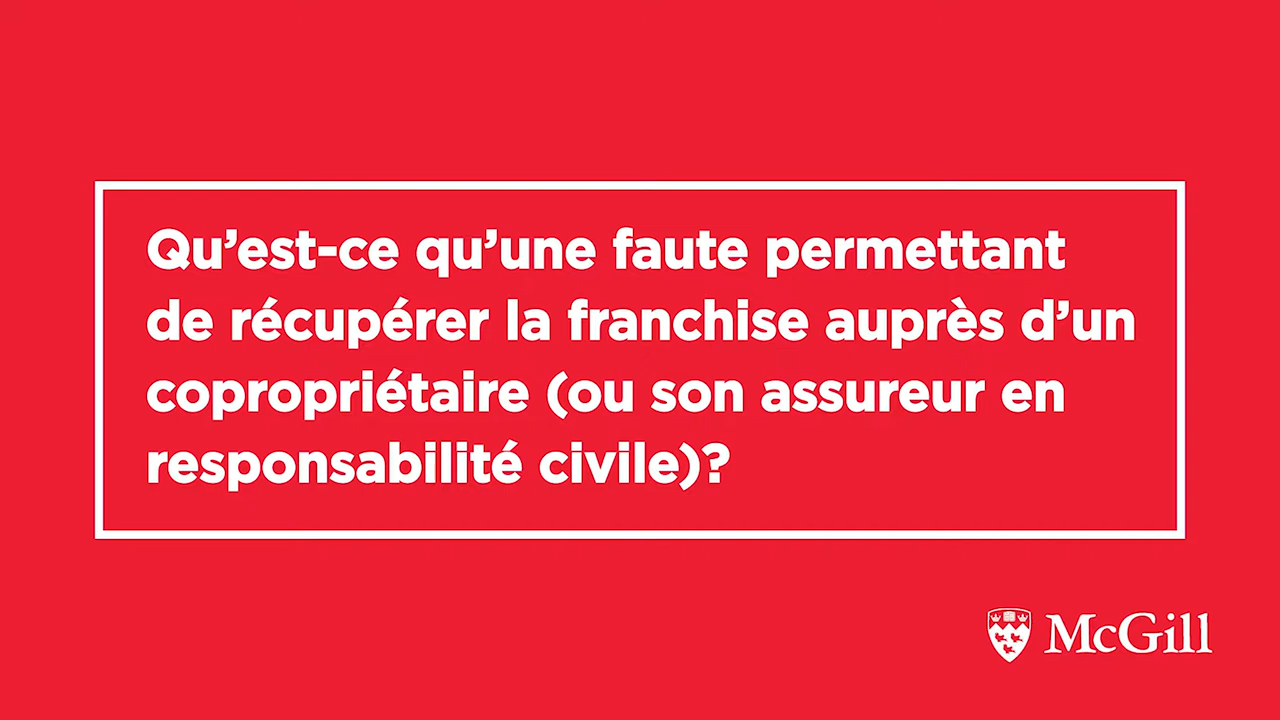 Qu’est-ce qu’une faute permettant
de récupérer la franchise auprès d’un
copropriétaire (ou son assureur en
responsabilité civile)?
McGill